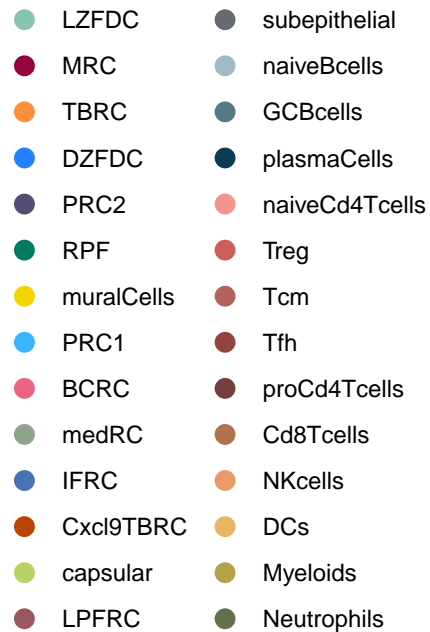 LZFDC
MRC
TBRC
DZFDC
PRC2
RPF
muralCells
PRC1
BCRC
medRC
IFRC
Cxcl9TBRC
capsular
LPFRC
subepithelial
naiveBcells
GCBcells
plasmaCells
naiveCd4Tcells
Treg
Tcm
Tfh
proCd4Tcells
Cd8Tcells
NKcells
DCs
Myeloids
Neutrophils